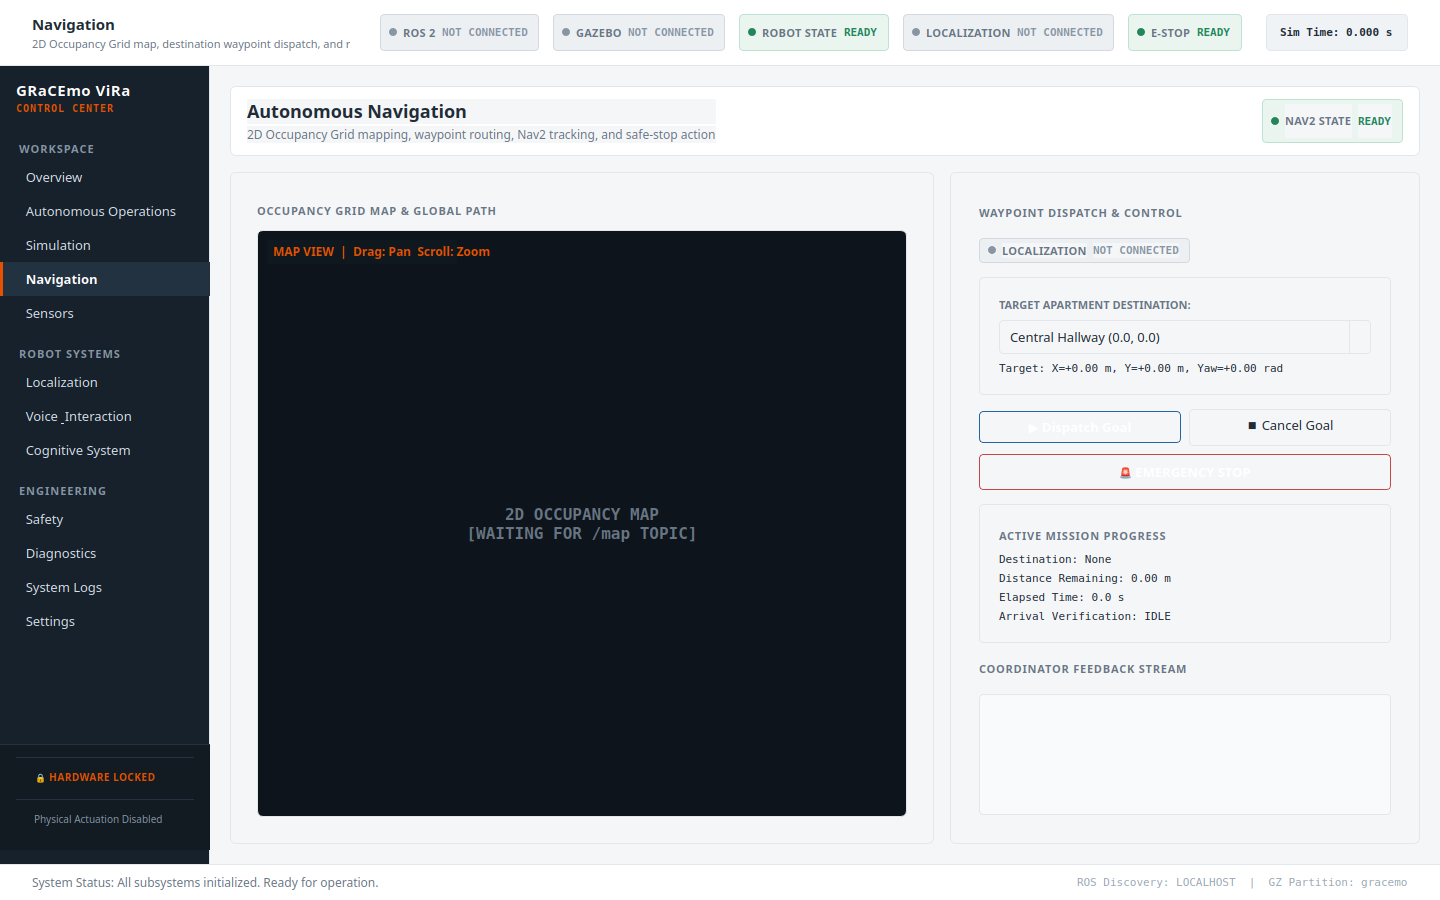 Navigation
2D Occupancy Grid map, destination waypoint dispatch, and r
ROS 2 NOT CONNECTED
GAZEBO NOT CONNECTED
ROBOT STATE READY
LOCALIZATION NOT CONNECTED
E-STOP READY
Sim Time: 0.000 s
GRaCEmo ViRa
CONTROL CENTER
WORKSPACE
Overview
Autonomous Operations
Simulation
Navigation
Sensors
ROBOT SYSTEMS
Localization
Voice _Interaction
Cognitive System
ENGINEERING
Safety
Diagnostics
System Logs
Settings
🔒 HARDWARE LOCKED
Physical Actuation Disabled
Autonomous Navigation
2D Occupancy Grid mapping, waypoint routing, Nav2 tracking, and safe-stop action
NAV2 STATE READY
OCCUPANCY GRID MAP & GLOBAL PATH
MAP VIEW | Drag: Pan Scroll: Zoom
2D OCCUPANCY MAP
[WAITING FOR /map TOPIC]
WAYPOINT DISPATCH & CONTROL
LOCALIZATION NOT CONNECTED
TARGET APARTMENT DESTINATION:
Central Hallway (0.0, 0.0)
Target: X=+0.00 m, Y=+0.00 m, Yaw=+0.00 rad
▶ Dispatch Goal
■ Cancel Goal
🚨 EMERGENCY STOP
ACTIVE MISSION PROGRESS
Destination: None
Distance Remaining: 0.00 m
Elapsed Time: 0.0 s
Arrival Verification: IDLE
COORDINATOR FEEDBACK STREAM
System Status: All subsystems initialized. Ready for operation.
ROS Discovery: LOCALHOST | GZ Partition: gracemo